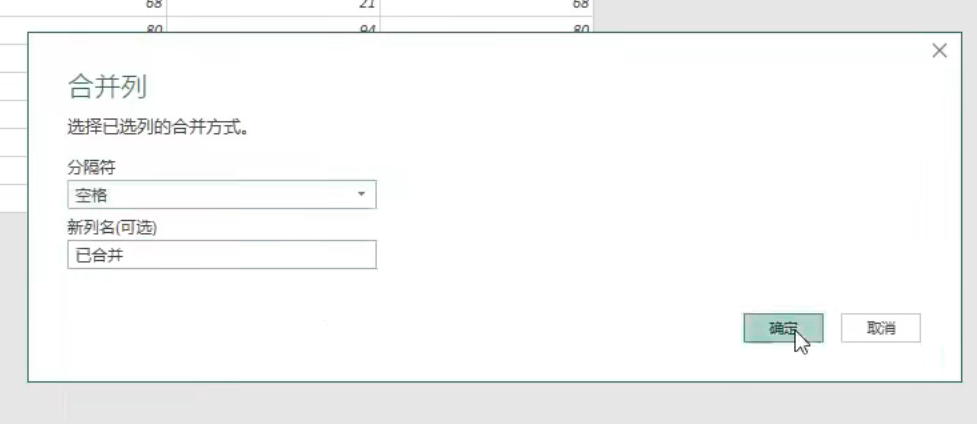 68 21 68
80 94 80
合并列
选择已选列的合并方式。
分隔符
空格
新列名(可选)
已合并
确定 取消